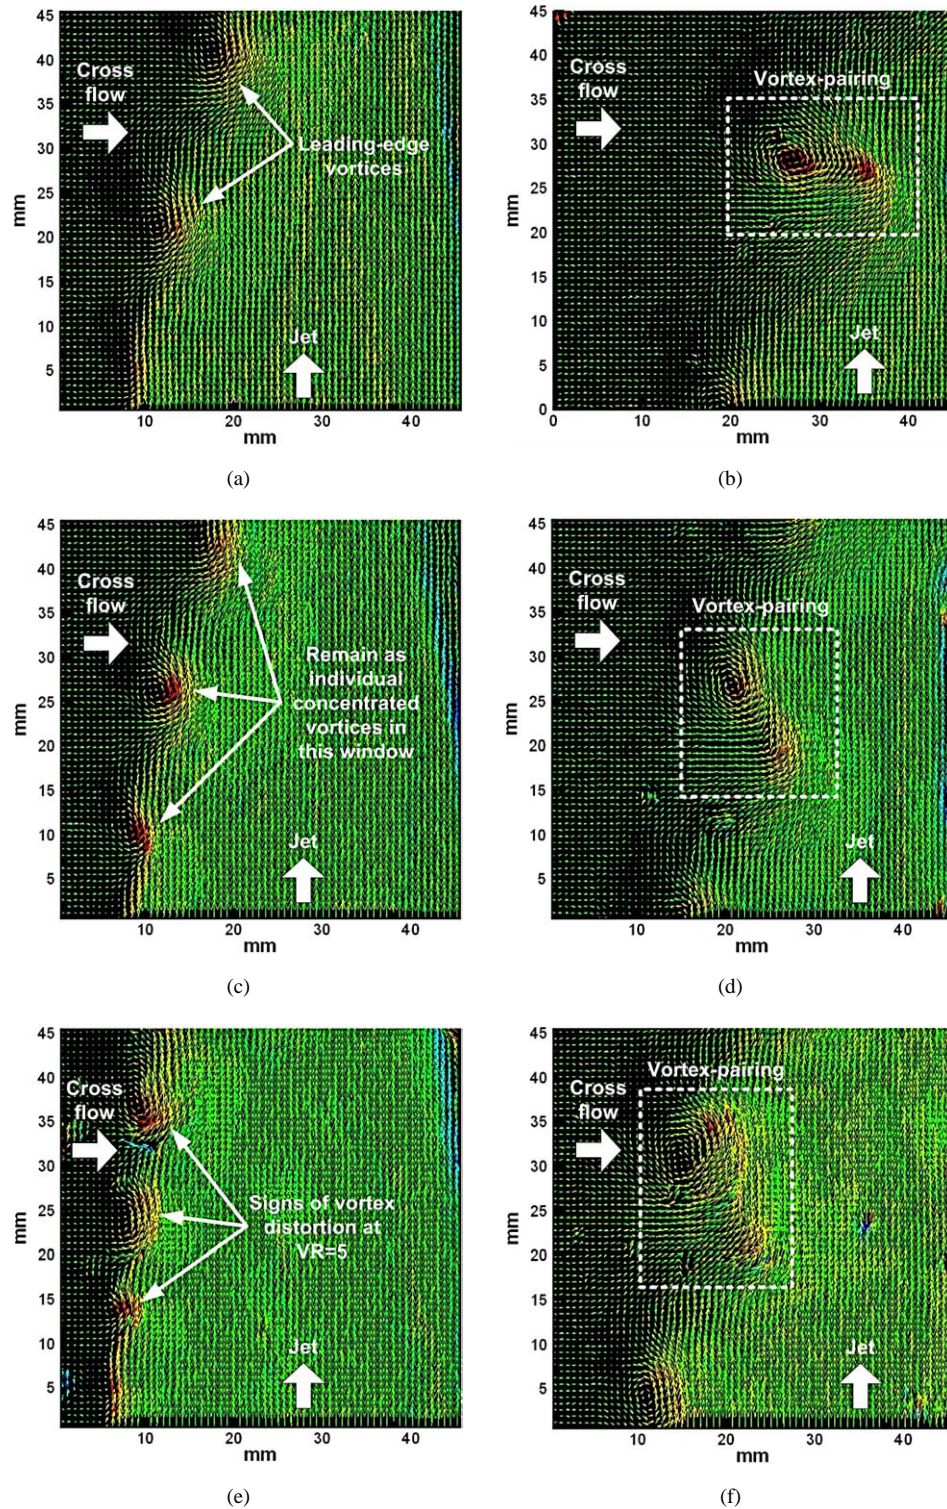 45
40
35
30
25
20
15
10
5
mm
Cross
flow
Leading-edge
vortices
Jet
10 20 30 40
mm
(a)
45
40
35
30
25
20
15
10
5
0
mm
Cross
flow
Vortex-pairing
Jet
0 10 20 30 40
mm
(b)
45
40
35
30
25
20
15
10
5
mm
Cross
flow
Remain as
individual
concentrated
vortices in
this window
Jet
10 20 30 40
mm
(c)
45
40
35
30
25
20
15
10
5
mm
Cross
flow
Vortex-pairing
Jet
10 20 30 40
mm
(d)
45
40
35
30
25
20
15
10
5
mm
Cross
flow
Signs of vortex
distortion at
VR=5
Jet
10 20 30 40
mm
(e)
45
40
35
30
25
20
15
10
5
mm
Vortex-pairing
Cross
flow
Jet
10 20 30 40
mm
(f)